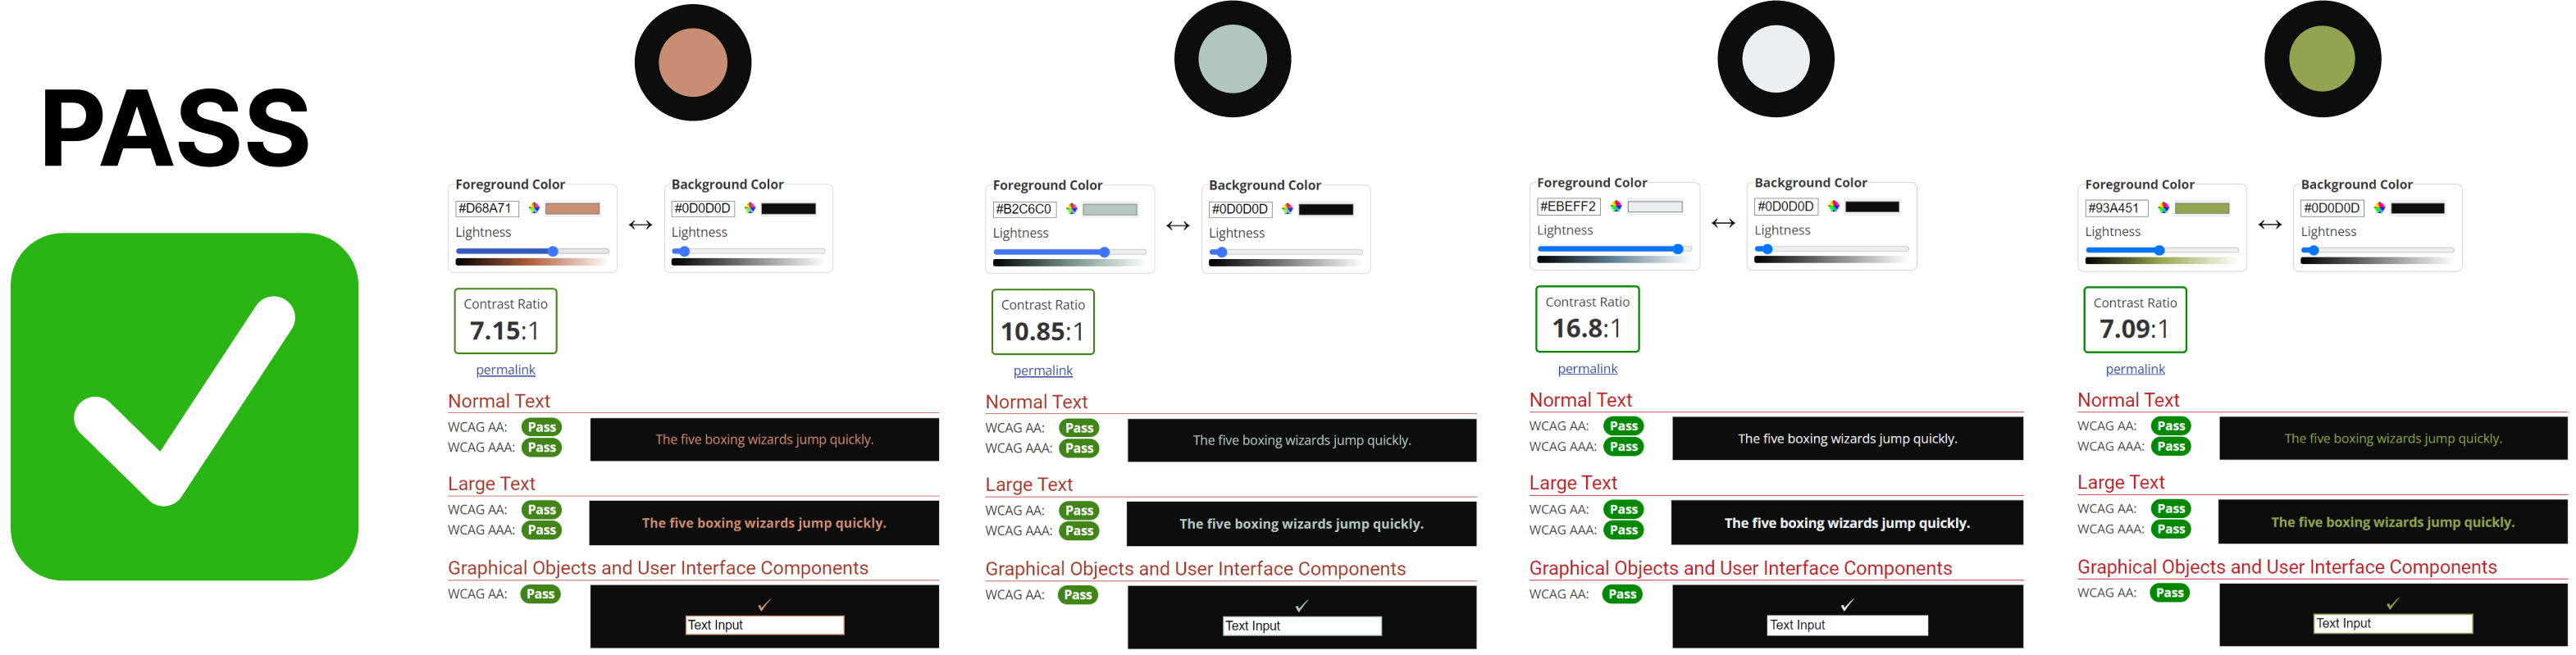 PASS
Foreground Color
#D68A71
Lightness
Background Color
#0D0D0D
Lightness
Contrast Ratio
7.15:1
permalink
Normal Text
WCAG AA: Pass
WCAG AAA: Pass
The five boxing wizards jump quickly.
Large Text
WCAG AA: Pass
WCAG AAA: Pass
The five boxing wizards jump quickly.
Graphical Objects and User Interface Components
WCAG AA: Pass
Text Input
Foreground Color
#B2C6C0
Lightness
Background Color
#0D0D0D
Lightness
Contrast Ratio
10.85:1
permalink
Normal Text
WCAG AA: Pass
WCAG AAA: Pass
The five boxing wizards jump quickly.
Large Text
WCAG AA: Pass
WCAG AAA: Pass
The five boxing wizards jump quickly.
Graphical Objects and User Interface Components
WCAG AA: Pass
Text Input
Foreground Color
#EBEFF2
Lightness
Background Color
#0D0D0D
Lightness
Contrast Ratio
16.8:1
permalink
Normal Text
WCAG AA: Pass
WCAG AAA: Pass
The five boxing wizards jump quickly.
Large Text
WCAG AA: Pass
WCAG AAA: Pass
The five boxing wizards jump quickly.
Graphical Objects and User Interface Components
WCAG AA: Pass
Text Input
Foreground Color
#93A451
Lightness
Background Color
#0D0D0D
Lightness
Contrast Ratio
7.09:1
permalink
Normal Text
WCAG AA: Pass
WCAG AAA: Pass
The five boxing wizards jump quickly.
Large Text
WCAG AA: Pass
WCAG AAA: Pass
The five boxing wizards jump quickly.
Graphical Objects and User Interface Components
WCAG AA: Pass
Text Input